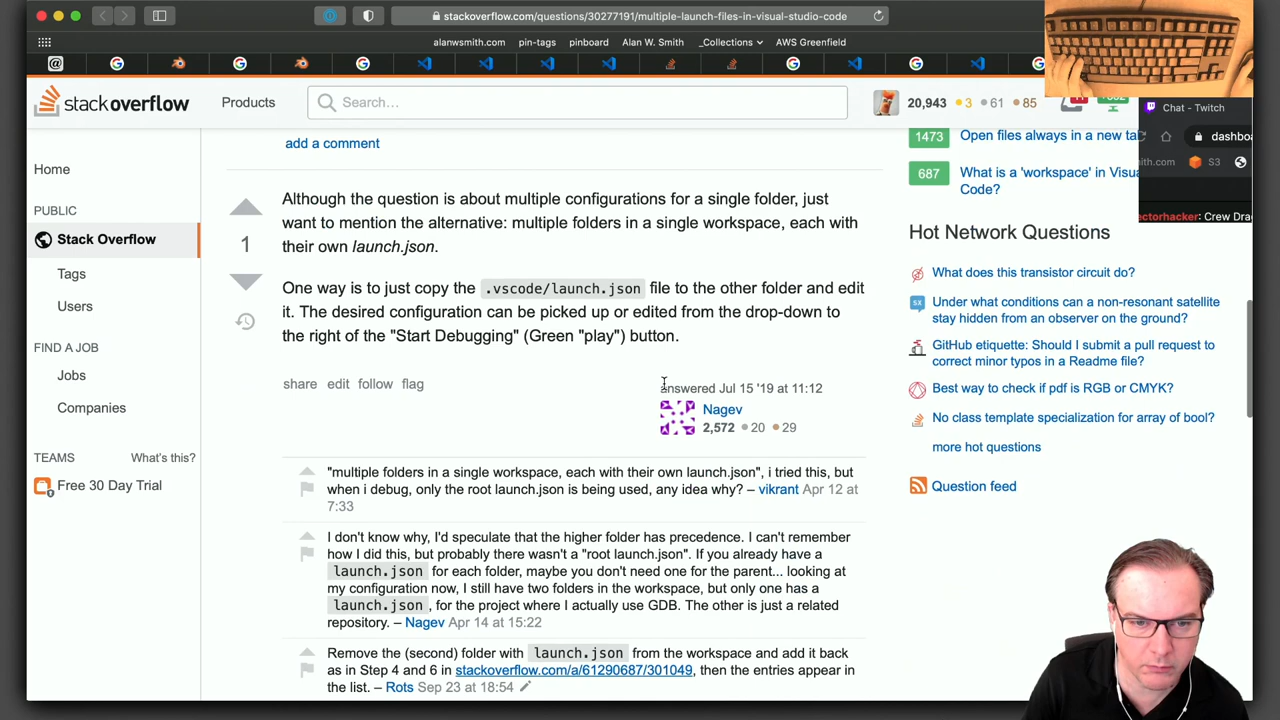 stackoverflow.com/questions/30277191/multiple-launch-files-in-visual-studio-code
alanwsmith.com pin-tags pinboard Alan W. Smith _Collections AWS Greenfield
stackoverflow Products Search... 20,943 3 61 85
Chat - Twitch
dashboa
S3
ectorhacker: Crew Dra
Home
PUBLIC
Stack Overflow
Tags
Users
FIND A JOB
Jobs
Companies
TEAMS What's this?
Free 30 Day Trial
add a comment
Although the question is about multiple configurations for a single folder, just
want to mention the alternative: multiple folders in a single workspace, each with
their own launch.json.
1
One way is to just copy the .vscode/launch.json file to the other folder and edit
it. The desired configuration can be picked up or edited from the drop-down to
the right of the "Start Debugging" (Green "play") button.
share edit follow flag
answered Jul 15 '19 at 11:12
Nagev
2,572 20 29
"multiple folders in a single workspace, each with their own launch.json", i tried this, but
when i debug, only the root launch.json is being used, any idea why? – vikrant Apr 12 at
7:33
I don't know why, I'd speculate that the higher folder has precedence. I can't remember
how I did this, but probably there wasn't a "root launch.json". If you already have a
launch.json for each folder, maybe you don't need one for the parent... looking at
my configuration now, I still have two folders in the workspace, but only one has a
launch.json, for the project where I actually use GDB. The other is just a related
repository. – Nagev Apr 14 at 15:22
Remove the (second) folder with launch.json from the workspace and add it back
as in Step 4 and 6 in stackoverflow.com/a/61290687/301049, then the entries appear in
the list. – Rots Sep 23 at 18:54
1473 Open files always in a new ta
687 What is a 'workspace' in Visua
Code?
Hot Network Questions
What does this transistor circuit do?
Under what conditions can a non-resonant satellite
stay hidden from an observer on the ground?
GitHub etiquette: Should I submit a pull request to
correct minor typos in a Readme file?
Best way to check if pdf is RGB or CMYK?
No class template specialization for array of bool?
more hot questions
Question feed